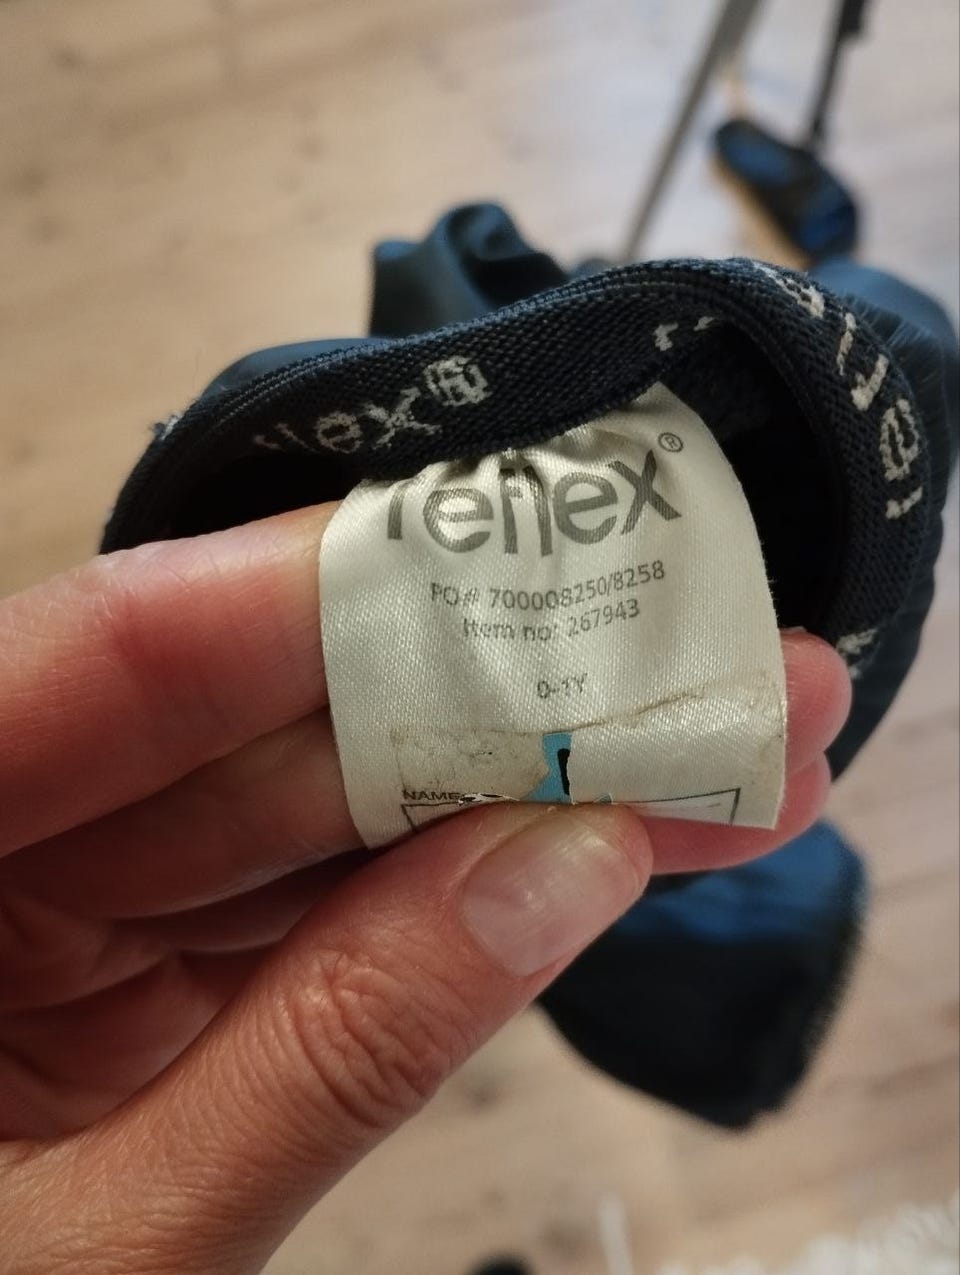 reflex®
PO# 700008250/8258
Item no: 267943
0-1Y
NAME